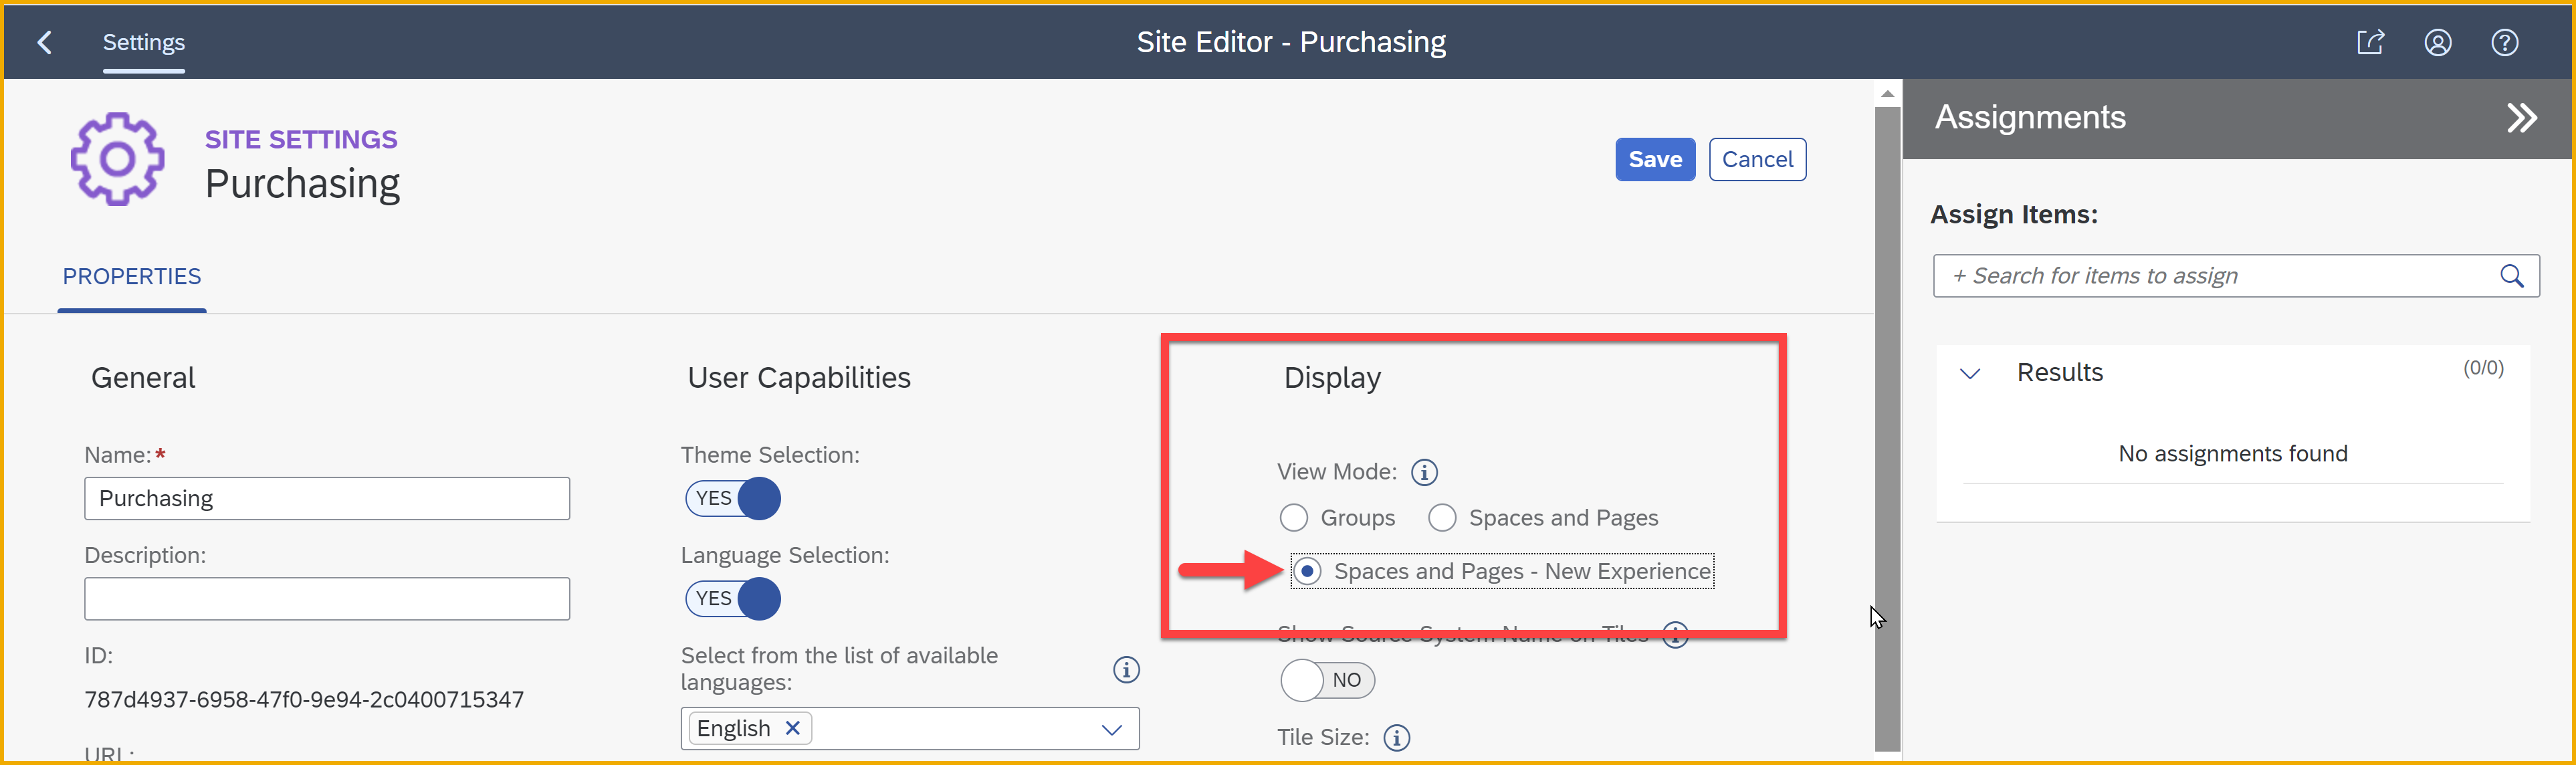 Settings
Site Editor - Purchasing
SITE SETTINGS
Purchasing
Save
Cancel
PROPERTIES
General
Name:*
Purchasing
Description:
ID:
787d4937-6958-47f0-9e94-2c0400715347
URL:
User Capabilities
Theme Selection:
YES
Language Selection:
YES
Select from the list of available
languages:
English
Display
View Mode:
Groups
Spaces and Pages
Spaces and Pages - New Experience
Show Source System Name on Tiles
NO
Tile Size:
Assignments
Assign Items:
+ Search for items to assign
Results
(0/0)
No assignments found